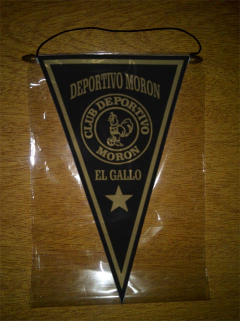 DEPORTIVO MORON
CLUB DEPORTIVO
MORON
EL GALLO